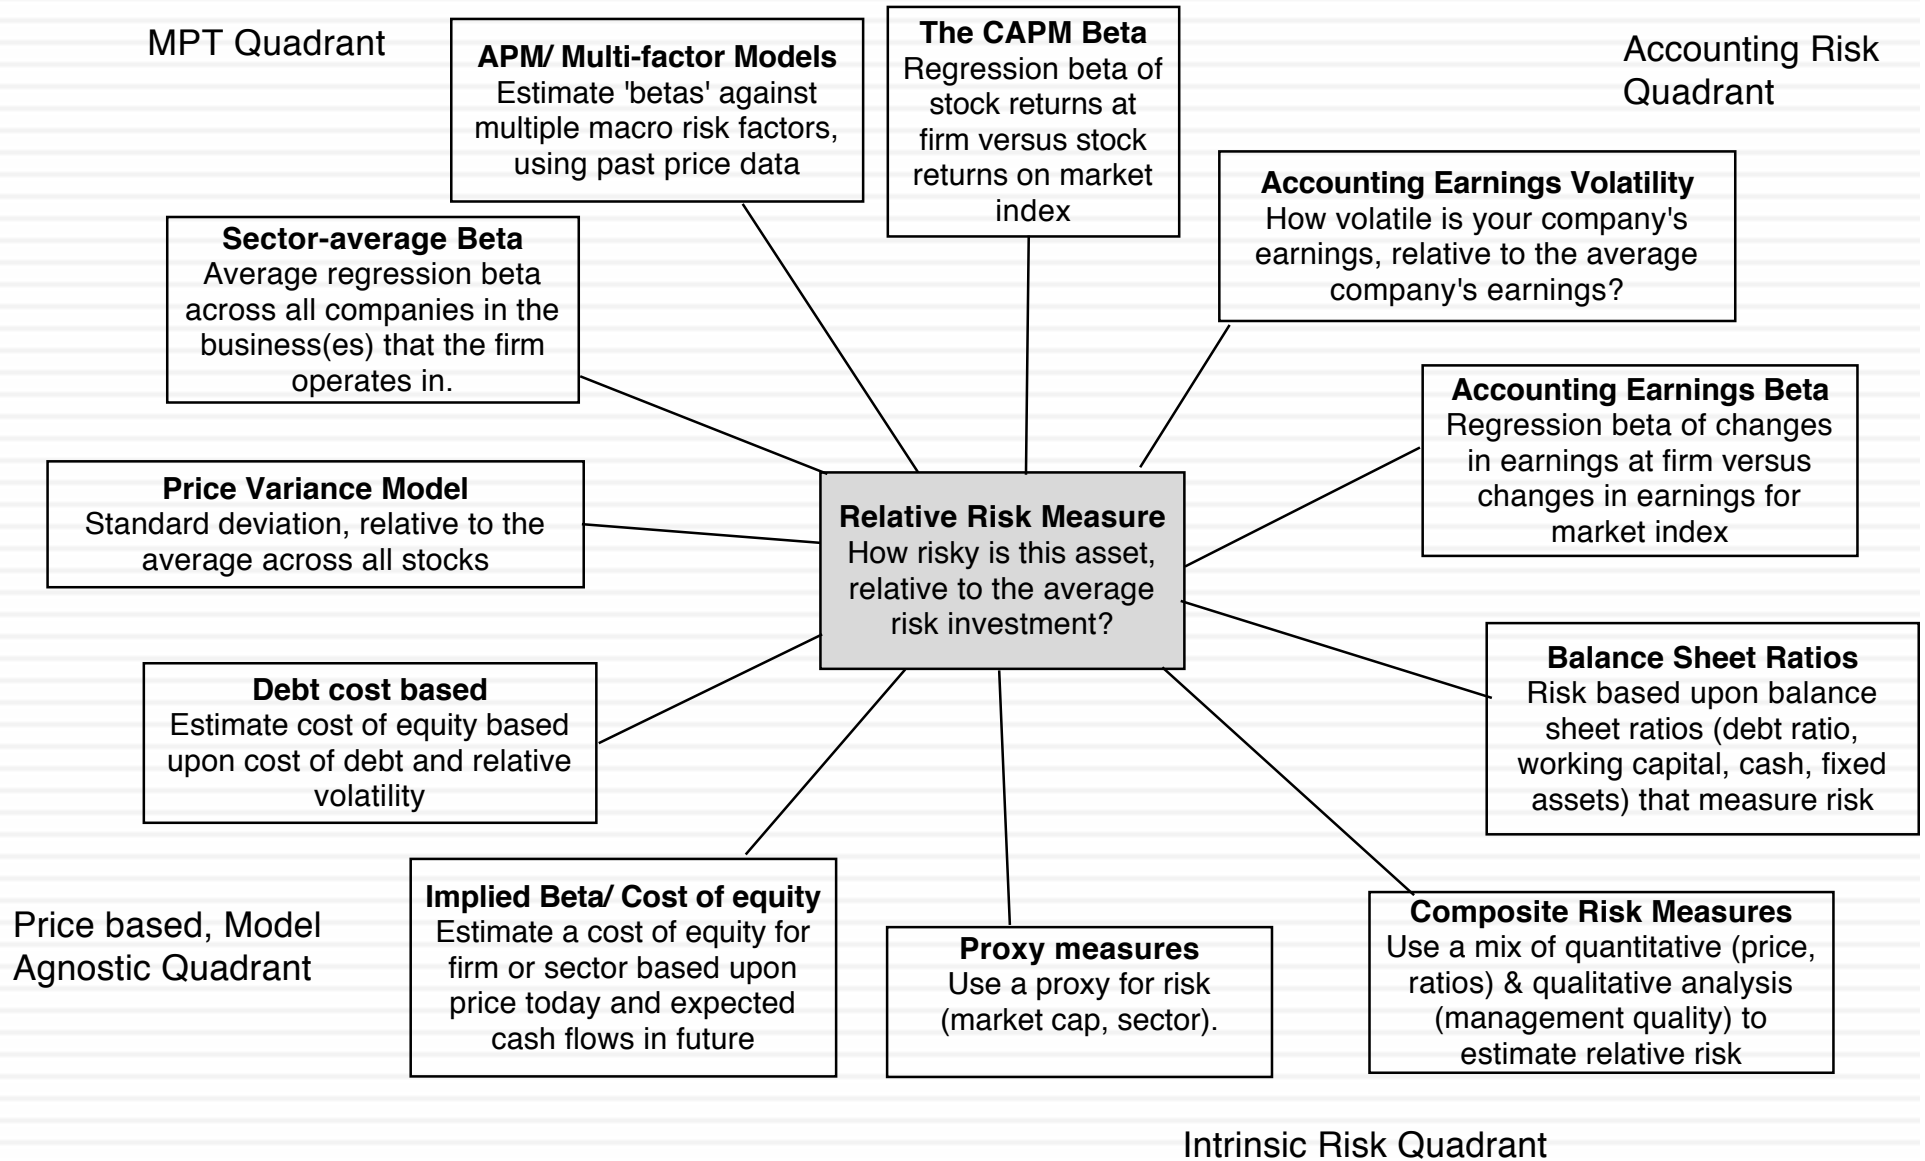 MPT Quadrant
APM/ Multi-factor Models
Estimate 'betas' against
multiple macro risk factors,
using past price data
The CAPM Beta
Regression beta of
stock returns at
firm versus stock
returns on market
index
Accounting Risk
Quadrant
Accounting Earnings Volatility
How volatile is your company's
earnings, relative to the average
company's earnings?
Sector-average Beta
Average regression beta
across all companies in the
business(es) that the firm
operates in.
Accounting Earnings Beta
Regression beta of changes
in earnings at firm versus
changes in earnings for
market index
Price Variance Model
Standard deviation, relative to the
average across all stocks
Relative Risk Measure
How risky is this asset,
relative to the average
risk investment?
Balance Sheet Ratios
Risk based upon balance
sheet ratios (debt ratio,
working capital, cash, fixed
assets) that measure risk
Debt cost based
Estimate cost of equity based
upon cost of debt and relative
volatility
Price based, Model
Agnostic Quadrant
Implied Beta/ Cost of equity
Estimate a cost of equity for
firm or sector based upon
price today and expected
cash flows in future
Proxy measures
Use a proxy for risk
(market cap, sector).
Composite Risk Measures
Use a mix of quantitative (price,
ratios) & qualitative analysis
(management quality) to
estimate relative risk
Intrinsic Risk Quadrant